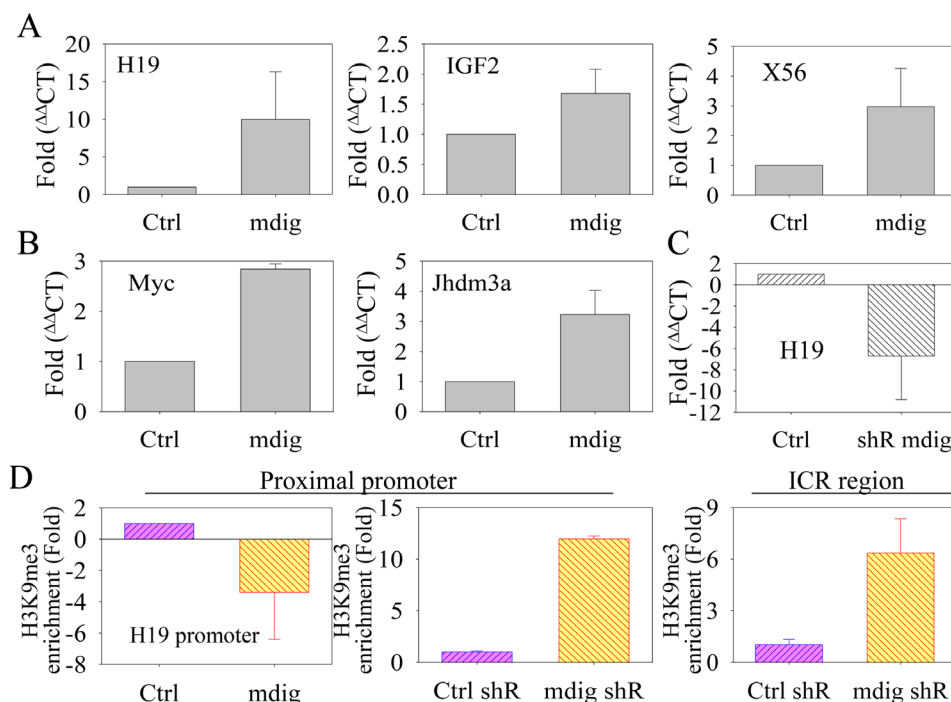 A
Fold (ΔΔCT)
20
15
10
5
0
H19
Ctrl
mdig
Fold (ΔΔCT)
2.5
2.0
1.5
1.0
0.5
0.0
IGF2
Ctrl
mdig
Fold (ΔΔCT)
5
4
3
2
1
0
X56
Ctrl
mdig
B
Fold (ΔΔCT)
3
2
1
0
Myc
Ctrl
mdig
Fold (ΔΔCT)
5
4
3
2
1
0
Jhdm3a
Ctrl
mdig
C
Fold (ΔΔCT)
2
0
-2
-4
-6
-8
-10
-12
H19
Ctrl
shR mdig
D
Proximal promoter
H3K9me3
enrichment (Fold)
2
0
-2
-4
-6
-8
H19 promoter
Ctrl
mdig
H3K9me3
enrichment (Fold)
15
10
5
0
Ctrl shR
mdig shR
ICR region
H3K9me3
enrichment (Fold)
9
6
3
0
Ctrl shR
mdig shR